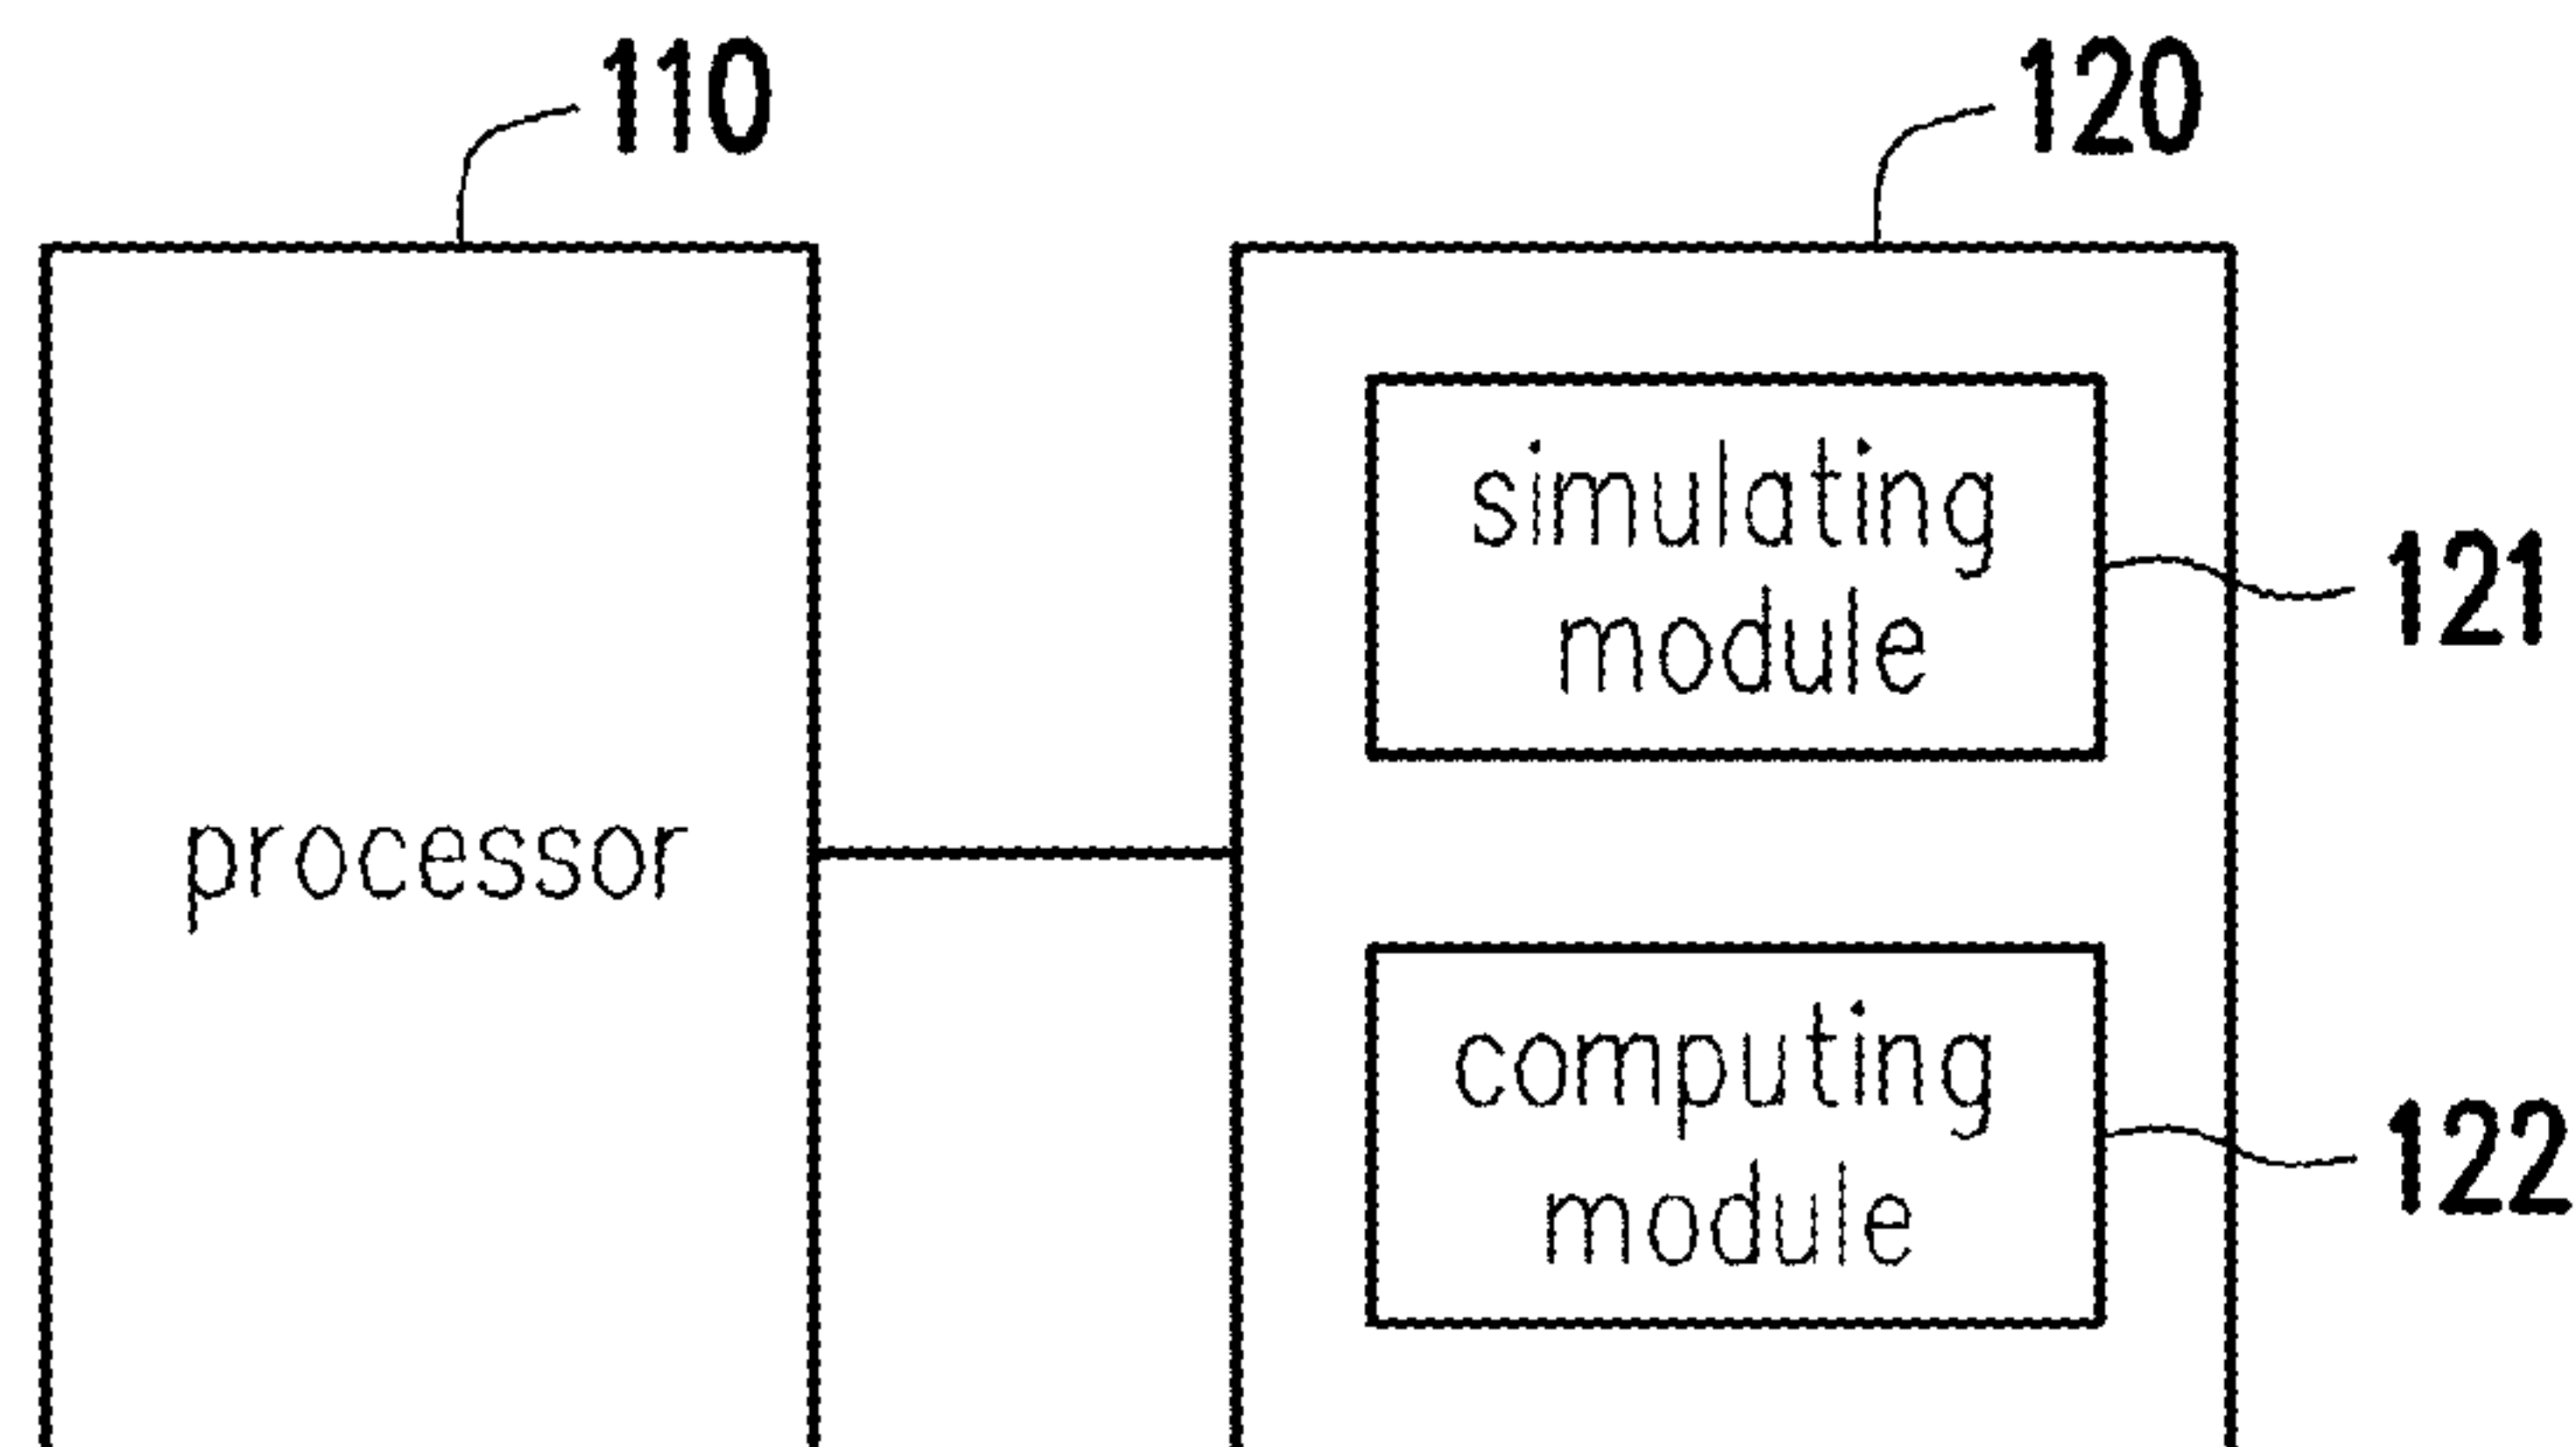 110
120
simulating
module
121
processor
computing
module
122